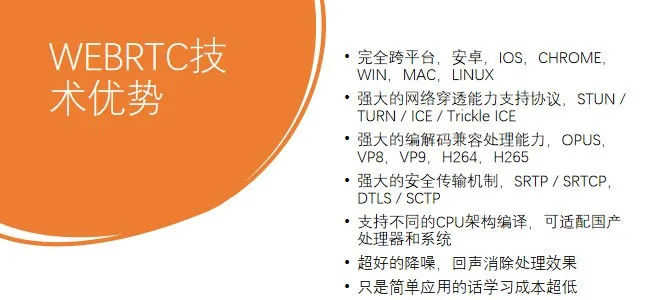 WEBRTC技
术优势
• 完全跨平台，安卓，IOS，CHROME，
WIN，MAC，LINUX
• 强大的网络穿透能力支持协议，STUN /
TURN / ICE / Trickle ICE
• 强大的编解码兼容处理能力，OPUS，
VP8，VP9，H264，H265
• 强大的安全传输机制，SRTP / SRTCP，
DTLS / SCTP
• 支持不同的CPU架构编译，可适配国产
处理器和系统
• 超好的降噪，回声消除处理效果
• 只是简单应用的话学习成本超低